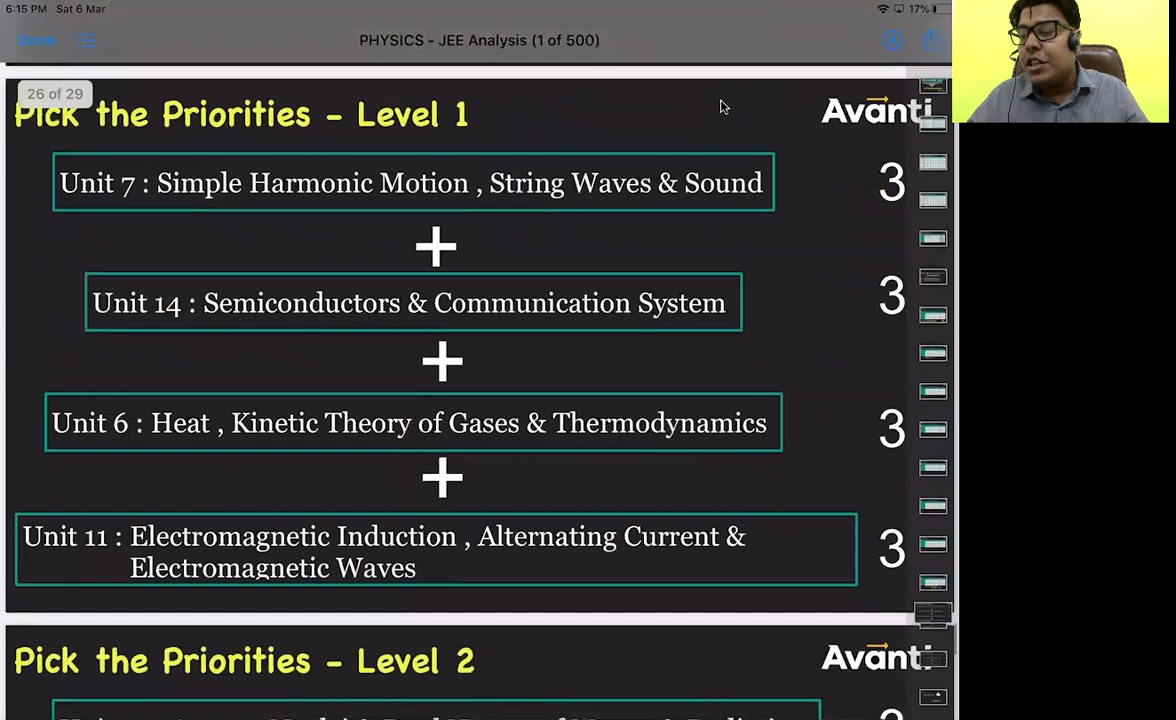 6:15 PM Sat 6 Mar
17%
Done
PHYSICS - JEE Analysis (1 of 500)
26 of 29
Pick the Priorities - Level 1
Avanti
Unit 7 : Simple Harmonic Motion , String Waves & Sound
3
+
Unit 14 : Semiconductors & Communication System
3
+
Unit 6 : Heat , Kinetic Theory of Gases & Thermodynamics
3
+
Unit 11 : Electromagnetic Induction , Alternating Current &
Electromagnetic Waves
3
Pick the Priorities - Level 2
Avanti